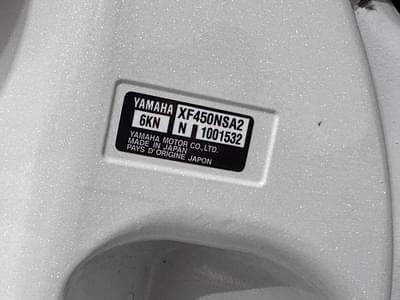 YAMAHA XF450NSA2
6KN N 1001532
YAMAHA MOTOR CO.,LTD.
MADE IN JAPAN
PAYS D'ORIGINE JAPON